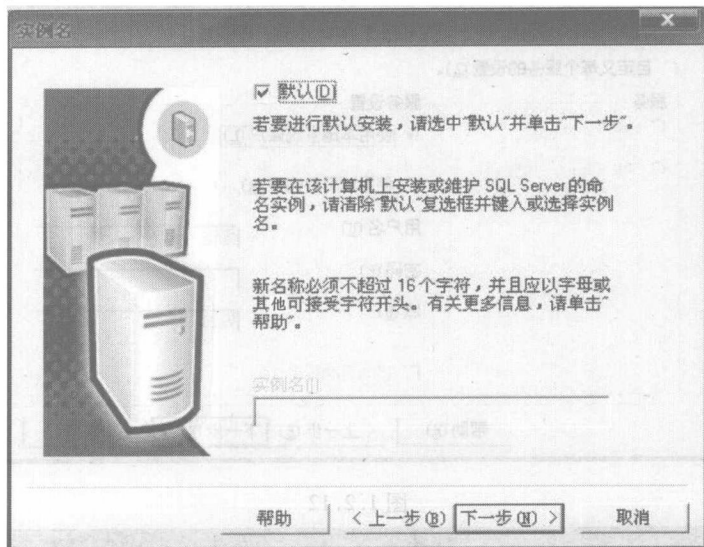 实例名
默认(D)
若要进行默认安装，请选中“默认”并单击“下一步”。
若要在该计算机上安装或维护 SQL Server的命
名实例，请清除“默认”复选框并键入或选择实例
名。
新名称必须不超过 16个字符，并且应以字母或
其他可接受字符开头。有关更多信息，请单击“
帮助”。
实例名(I)
帮助
< 上一步(B)
下一步(N) >
取消